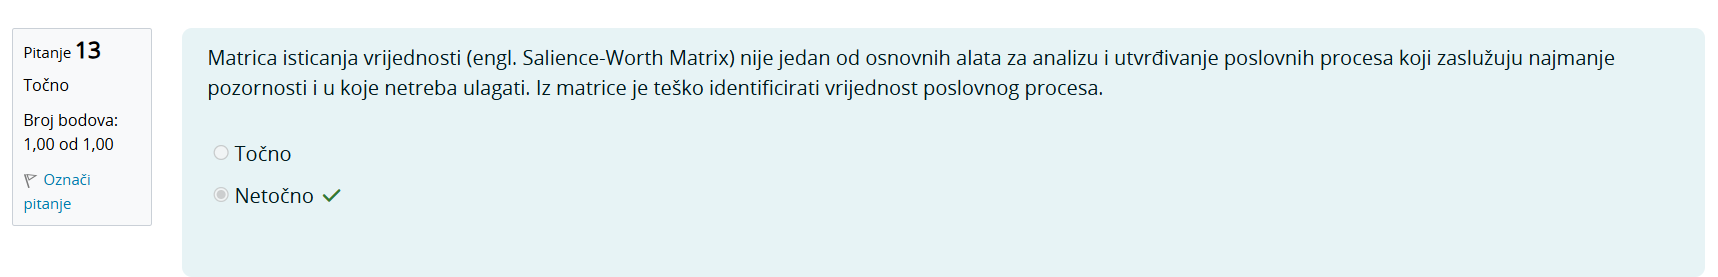 Pitanje 13
Točno
Broj bodova:
1,00 od 1,00
Označi
pitanje
Matrica isticanja vrijednosti (engl. Salience-Worth Matrix) nije jedan od osnovnih alata za analizu i utvrđivanje poslovnih procesa koji zaslužuju najmanje
pozornosti i u koje netreba ulagati. Iz matrice je teško identificirati vrijednost poslovnog procesa.
Točno
Netočno